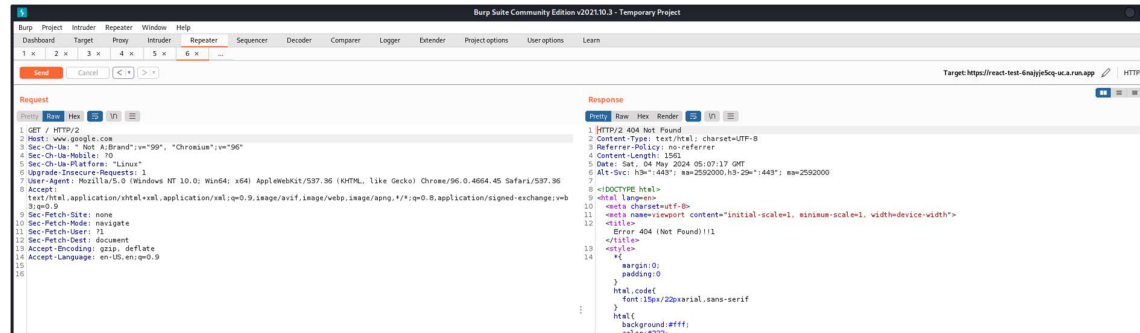 Burp Suite Community Edition v2021.10.3 - Temporary Project
Burp Project Intruder Repeater Window Help
Dashboard Target Proxy Intruder Repeater Sequencer Decoder Comparer Logger Extender Project options User options Learn
1 × 2 × 3 × 4 × 5 × 6 × ...
Send Cancel < > Target: https://react-test-6najyje5cq-uc.a.run.app HTTP
Request
Pretty Raw Hex \n
1 GET / HTTP/2
2 Host: www.google.com
3 Sec-Ch-Ua: " Not A;Brand";v="99", "Chromium";v="96"
4 Sec-Ch-Ua-Mobile: ?0
5 Sec-Ch-Ua-Platform: "Linux"
6 Upgrade-Insecure-Requests: 1
7 User-Agent: Mozilla/5.0 (Windows NT 10.0; Win64; x64) AppleWebKit/537.36 (KHTML, like Gecko) Chrome/96.0.4664.45 Safari/537.36
8 Accept:
text/html,application/xhtml+xml,application/xml;q=0.9,image/avif,image/webp,image/apng,*/*;q=0.8,application/signed-exchange;v=b
3;q=0.9
9 Sec-Fetch-Site: none
10 Sec-Fetch-Mode: navigate
11 Sec-Fetch-User: ?1
12 Sec-Fetch-Dest: document
13 Accept-Encoding: gzip, deflate
14 Accept-Language: en-US,en;q=0.9
15
16
Response
Pretty Raw Hex Render \n
1 HTTP/2 404 Not Found
2 Content-Type: text/html; charset=UTF-8
3 Referrer-Policy: no-referrer
4 Content-Length: 1561
5 Date: Sat, 04 May 2024 05:07:17 GMT
6 Alt-Svc: h3=":443"; ma=2592000,h3-29=":443"; ma=2592000
7
8 <!DOCTYPE html>
9 <html lang=en>
10 <meta charset=utf-8>
11 <meta name=viewport content="initial-scale=1, minimum-scale=1, width=device-width">
12 <title>
Error 404 (Not Found)!!1
</title>
13 <style>
14 *{
margin:0;
padding:0
}
html,code{
font:15px/22pxarial,sans-serif
}
html{
background:#fff;